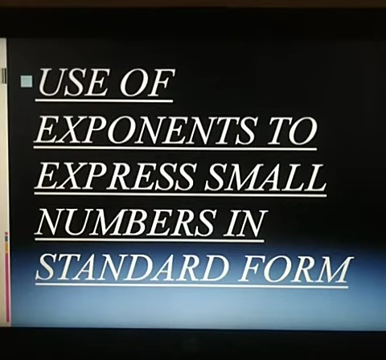 USE OF
EXPONENTS TO
EXPRESS SMALL
NUMBERS IN
STANDARD FORM